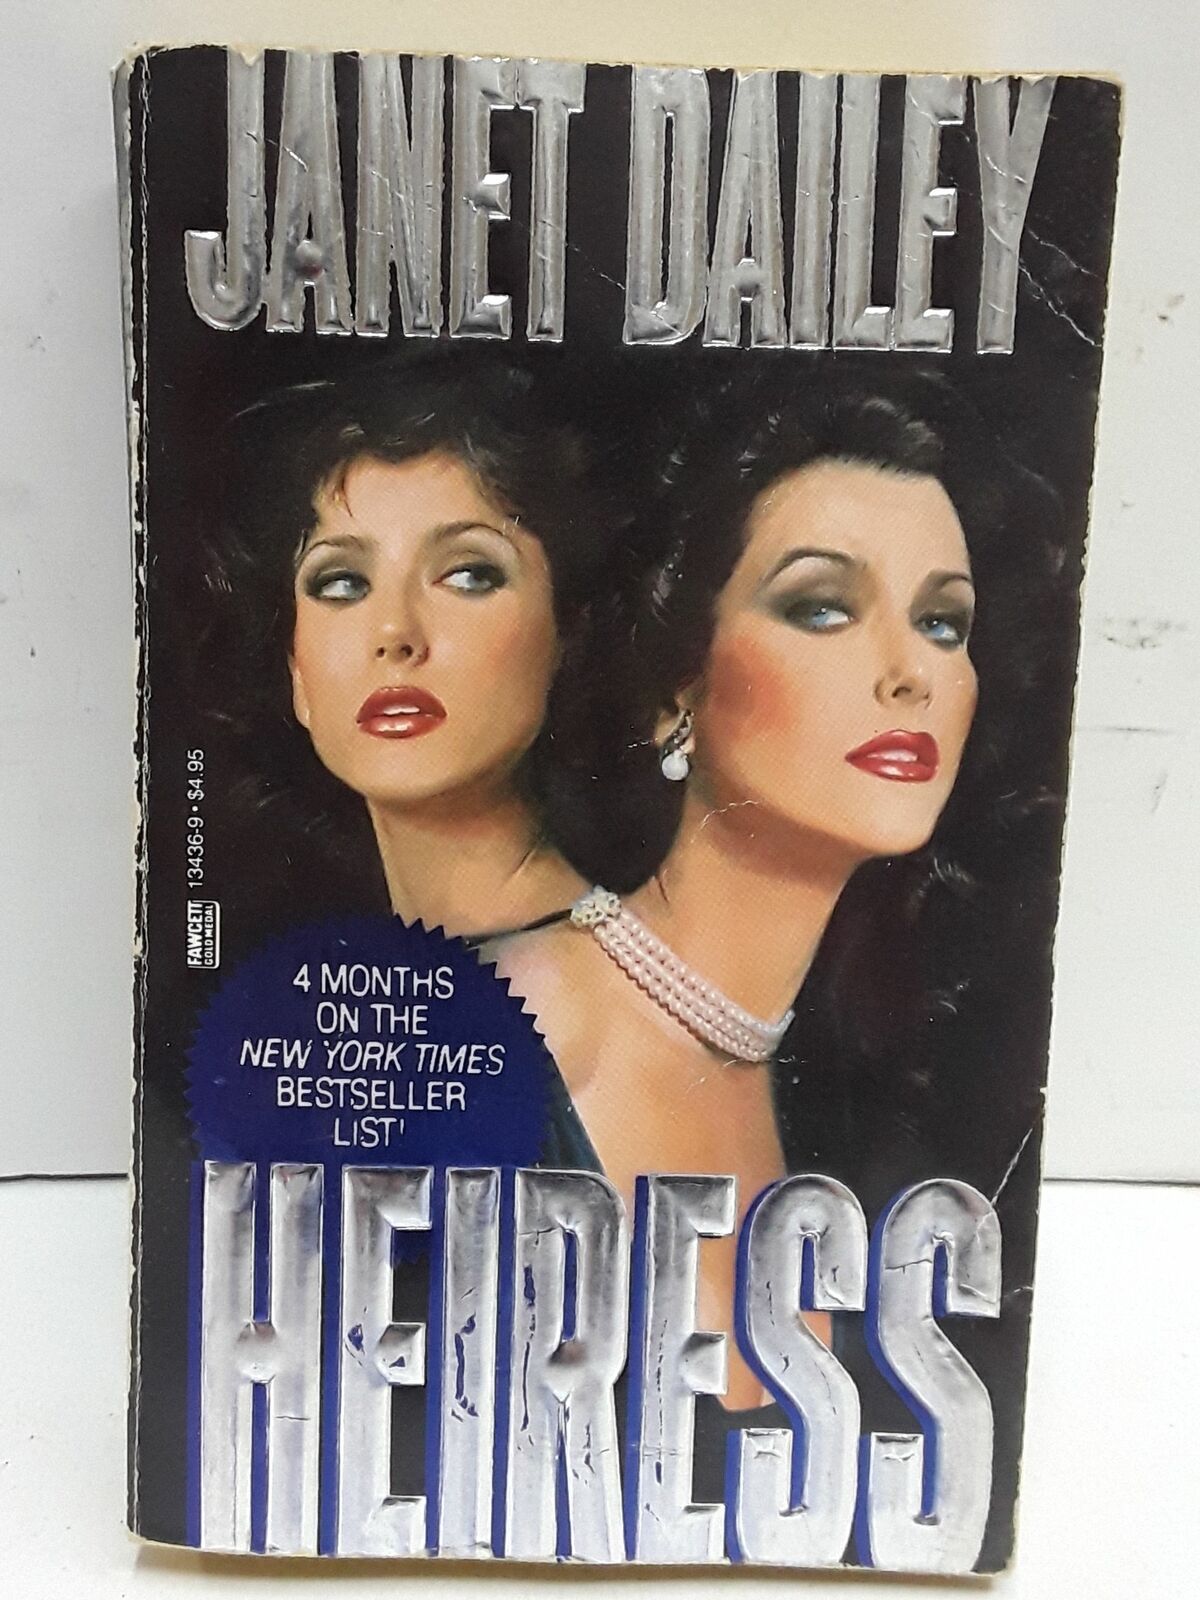 JANET DAILEY
13436-9 • $4.95
FAWCETT
GOLD MEDAL
4 MONTHS
ON THE
NEW YORK TIMES
BESTSELLER
LIST!
HEIRESS